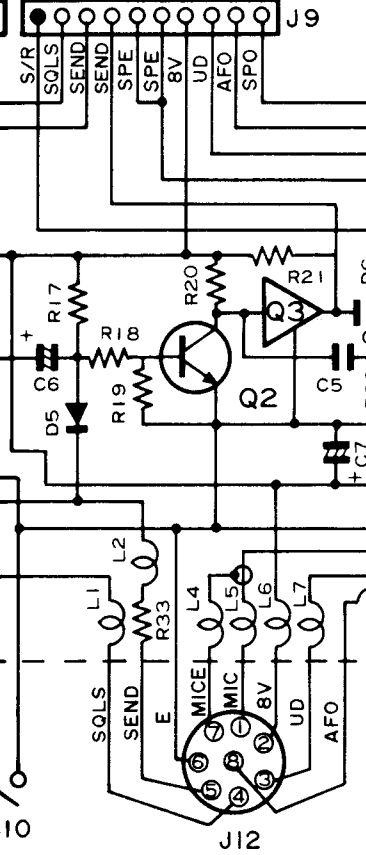 J9
S/R
SQLS
SEND
SEND
SPE
SPE
8V
UD
AFO
SPO
R17
R20
R21
Q3
+
R18
C6
R19
Q2
C5
D5
C7
+
L2
L1
R33
L4
L5
L6
L7
SQLS
SEND
E
MICE
MIC
8V
UD
AFO
7
1
2
6
8
3
5
4
10
J12